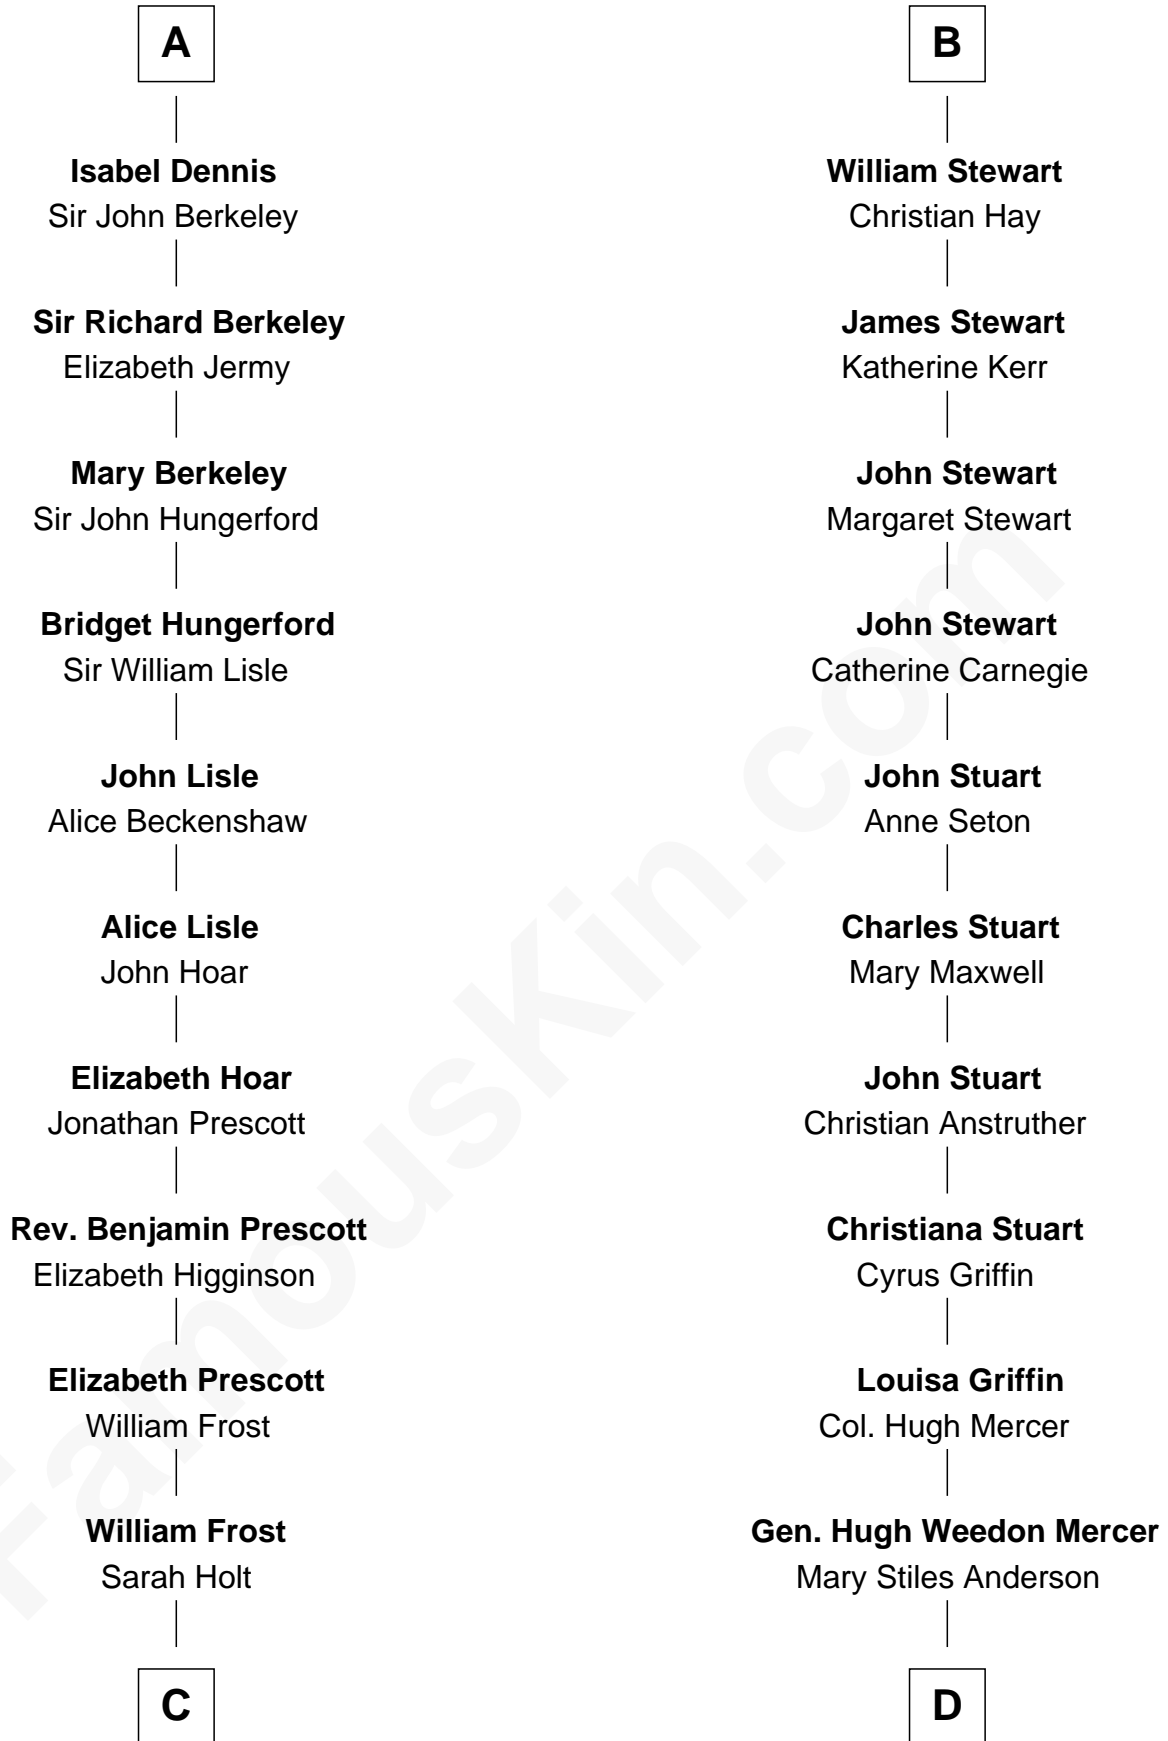 A
Isabel Dennis
Sir John Berkeley
Sir Richard Berkeley
Elizabeth Jermy
Mary Berkeley
Sir John Hungerford
Bridget Hungerford
Sir William Lisle
John Lisle
Alice Beckenshaw
Alice Lisle
John Hoar
Elizabeth Hoar
Jonathan Prescott
Rev. Benjamin Prescott
Elizabeth Higginson
Elizabeth Prescott
William Frost
William Frost
Sarah Holt
C
B
William Stewart
Christian Hay
James Stewart
Katherine Kerr
John Stewart
Margaret Stewart
John Stewart
Catherine Carnegie
John Stuart
Anne Seton
Charles Stuart
Mary Maxwell
John Stuart
Christian Anstruther
Christiana Stuart
Cyrus Griffin
Louisa Griffin
Col. Hugh Mercer
Gen. Hugh Weedon Mercer
Mary Stiles Anderson
D
FamousKin.com